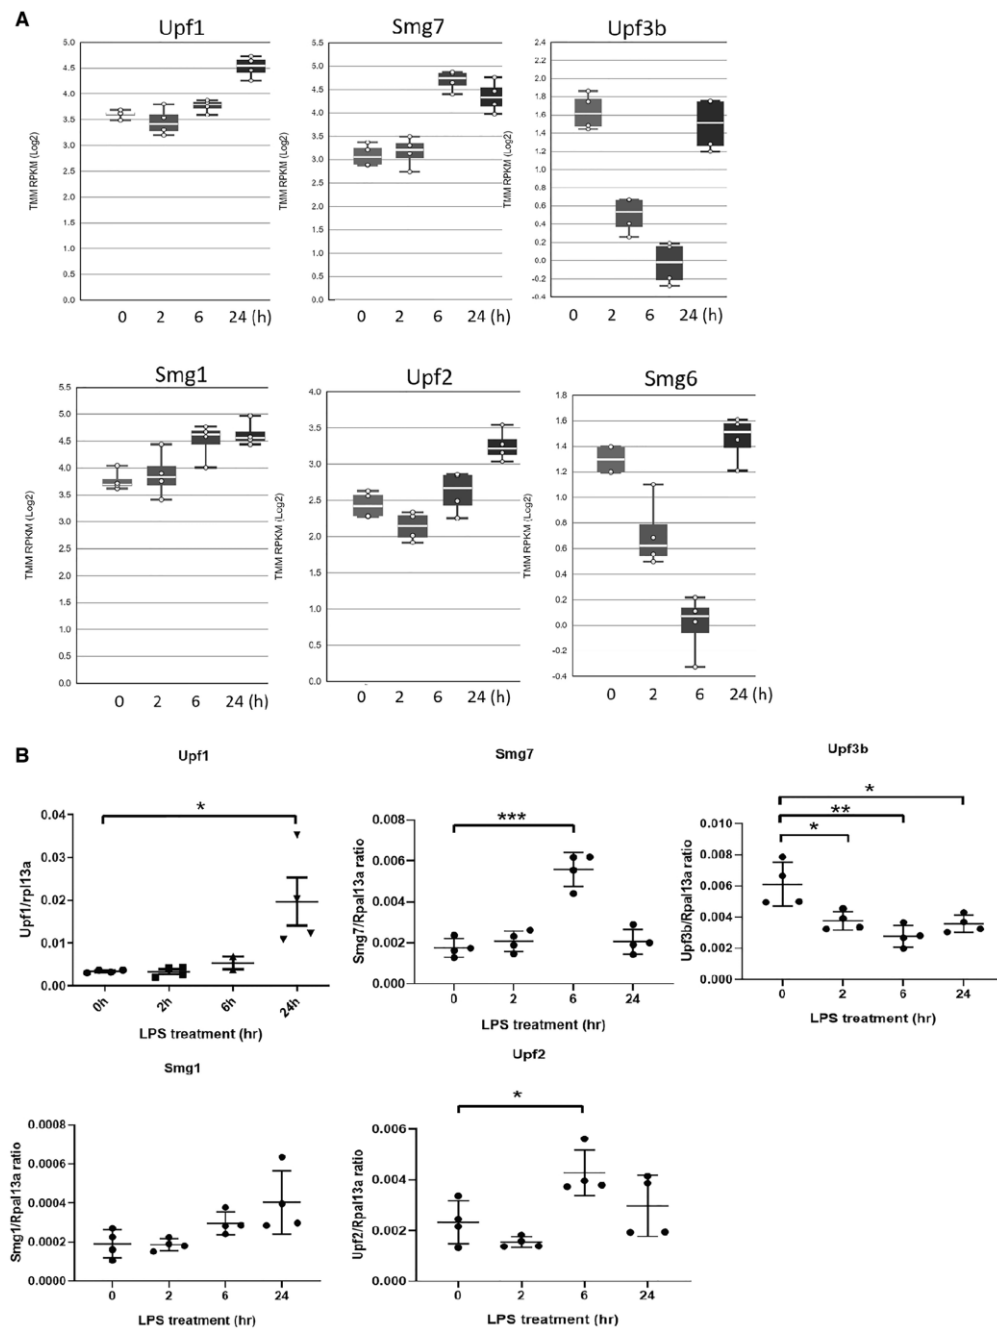 A
Upf1
Smg7
Upf3b
TMM RPKM (Log2)
5.0
4.5
4.0
3.5
3.0
2.5
2.0
1.5
1.0
0.5
0.0
0 2 6 24 (h)
TMM RPKM (Log2)
5.5
5.0
4.5
4.0
3.5
3.0
2.5
2.0
1.5
1.0
0.5
0.0
0 2 6 24 (h)
TMM RPKM (Log2)
2.4
2.2
2.0
1.8
1.6
1.4
1.2
1.0
0.8
0.6
0.4
0.2
0.0
-0.2
-0.4
0 2 6 24 (h)
Smg1
Upf2
Smg6
TMM RPKM (Log2)
5.5
5.0
4.5
4.0
3.5
3.0
2.5
2.0
1.5
1.0
0.5
0.0
0 2 6 24 (h)
TMM RPKM (Log2)
4.0
3.5
3.0
2.5
2.0
1.5
1.0
0.5
0.0
0 2 6 24 (h)
TMM RPKM (Log2)
1.8
1.6
1.4
1.2
1.0
0.8
0.6
0.4
0.2
0.0
-0.2
-0.4
0 2 6 24 (h)
B
Upf1
*
Upf1/rpl13a
0.04
0.03
0.02
0.01
0.00
0h 2h 6h 24h
LPS treatment (hr)
Smg7
***
Smg7/Rpal13a ratio
0.008
0.006
0.004
0.002
0.000
0 2 6 24
LPS treatment (hr)
Upf3b
*
**
*
Upf3b/Rpal13a ratio
0.010
0.008
0.006
0.004
0.002
0.000
0 2 6 24
LPS treatment (hr)
Smg1
Smg1/Rpal13a ratio
0.0008
0.0006
0.0004
0.0002
0.0000
0 2 6 24
LPS treatment (hr)
Upf2
*
Upf2/Rpal13a ratio
0.006
0.004
0.002
0.000
0 2 6 24
LPS treatment (hr)